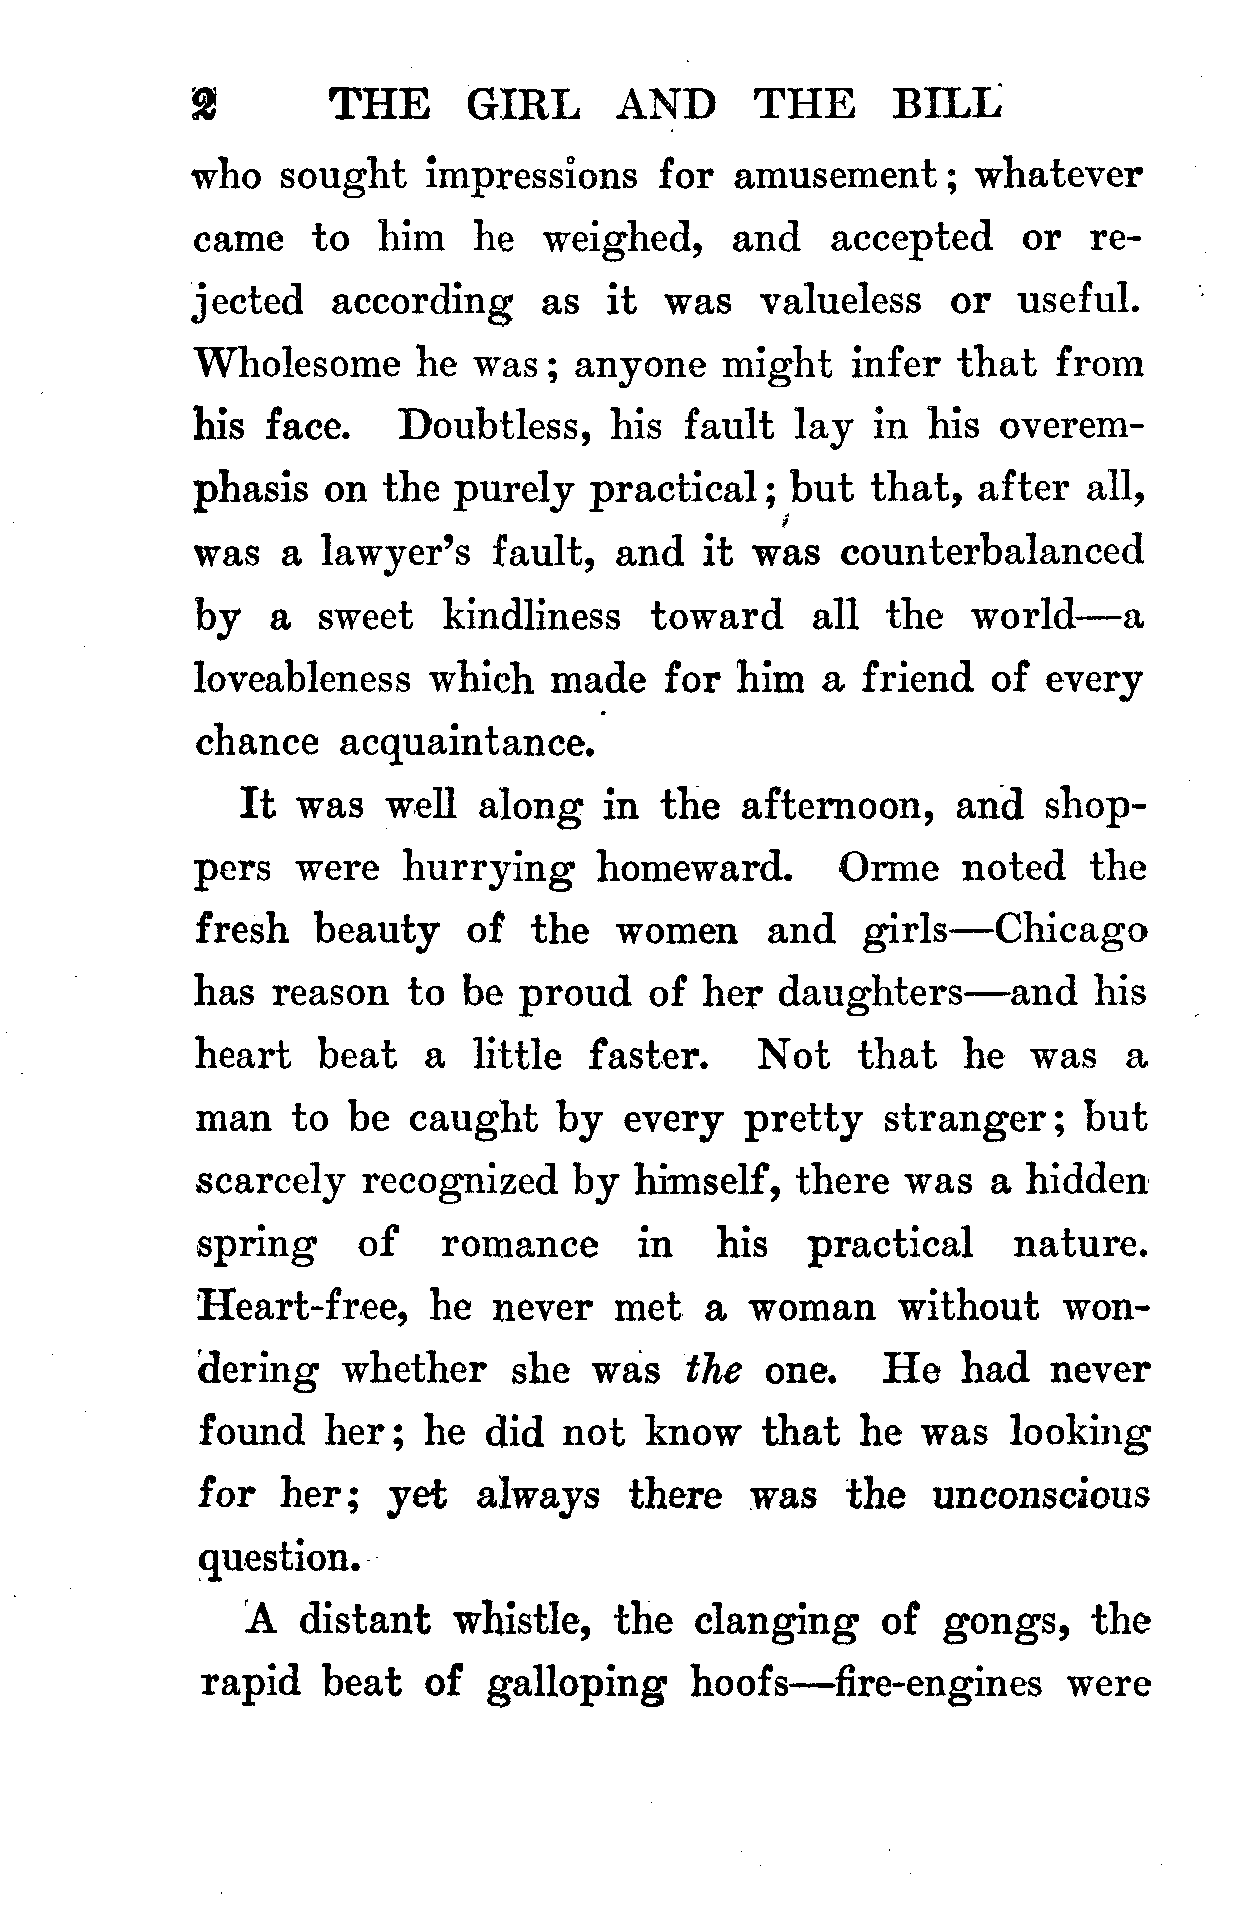 2 THE GIRL AND THE BILL
who sought impressions for amusement; whatever
came to him he weighed, and accepted or re-
jected according as it was valueless or useful.
Wholesome he was; anyone might infer that from
his face. Doubtless, his fault lay in his overem-
phasis on the purely practical; but that, after all,
was a lawyer's fault, and it was counterbalanced
by a sweet kindliness toward all the world—a
loveableness which made for him a friend of every
chance acquaintance.
It was well along in the afternoon, and shop-
pers were hurrying homeward. Orme noted the
fresh beauty of the women and girls—Chicago
has reason to be proud of her daughters—and his
heart beat a little faster. Not that he was a
man to be caught by every pretty stranger; but
scarcely recognized by himself, there was a hidden
spring of romance in his practical nature.
Heart-free, he never met a woman without won-
dering whether she was the one. He had never
found her; he did not know that he was looking
for her; yet always there was the unconscious
question.
A distant whistle, the clanging of gongs, the
rapid beat of galloping hoofs—fire-engines were